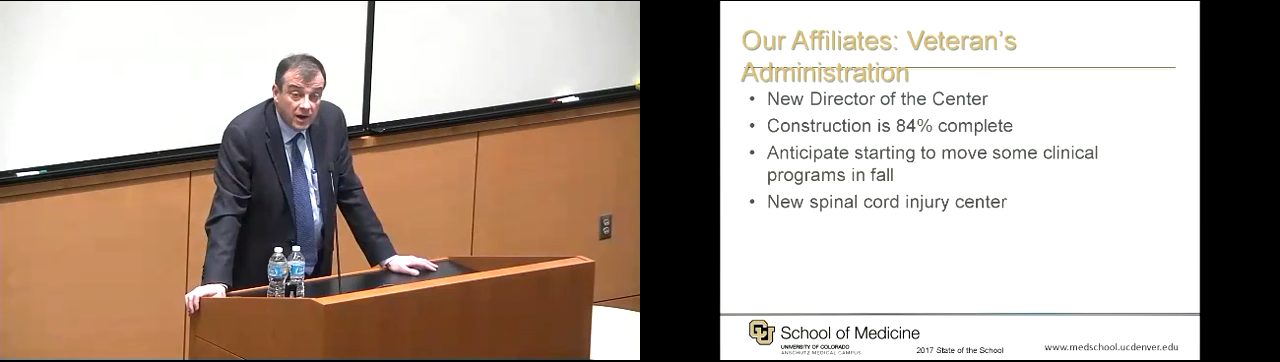 Our Affiliates: Veteran's
Administration
• New Director of the Center
• Construction is 84% complete
• Anticipate starting to move some clinical
programs in fall
• New spinal cord injury center
CU School of Medicine
UNIVERSITY OF COLORADO
ANSCHUTZ MEDICAL CAMPUS
2017 State of the School
www.medschool.ucdenver.edu